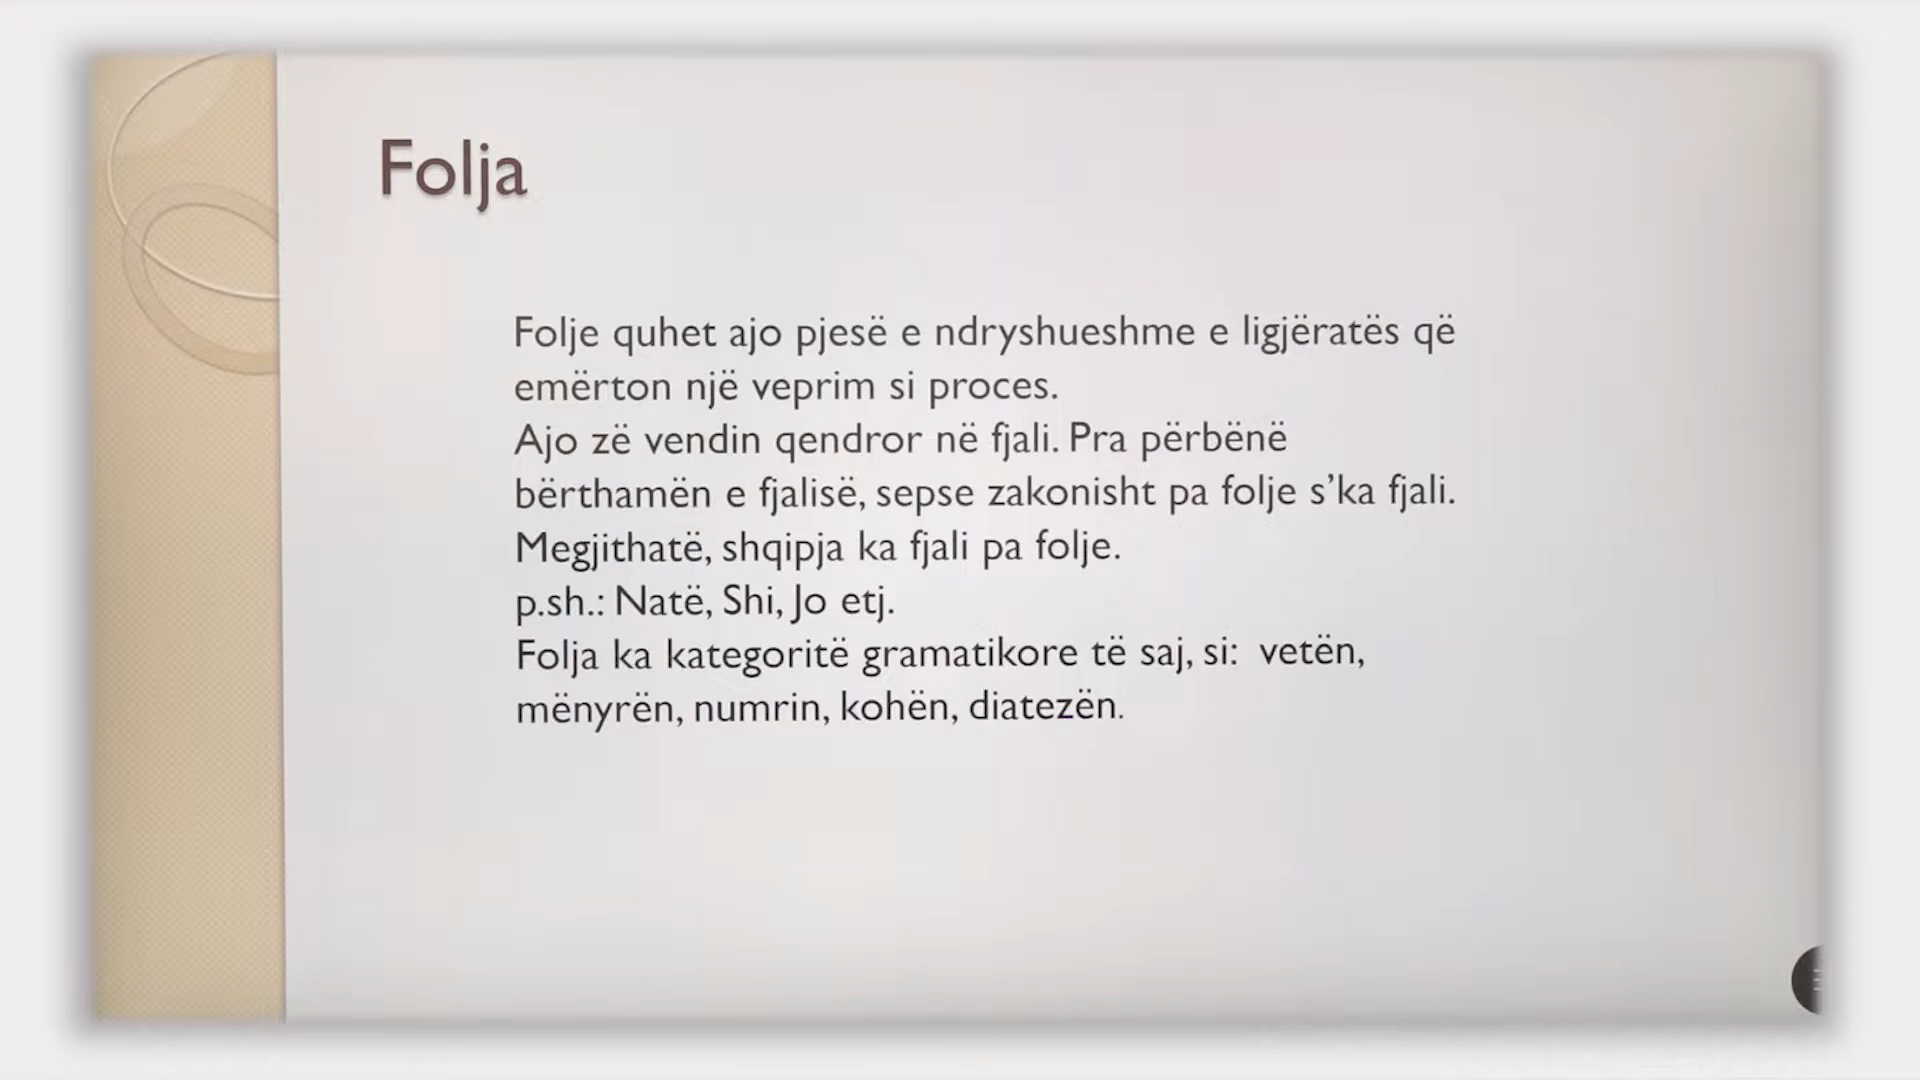 Folja
Folje quhet ajo pjesë e ndryshueshme e ligjëratës që
emërton një veprim si proces.
Ajo zë vendin qendror në fjali. Pra përbënë
bërthamën e fjalisë, sepse zakonisht pa folje s’ka fjali.
Megjithatë, shqipja ka fjali pa folje.
p.sh.: Natë, Shi, Jo etj.
Folja ka kategoritë gramatikore të saj, si:  vetën,
mënyrën, numrin, kohën, diatezën.